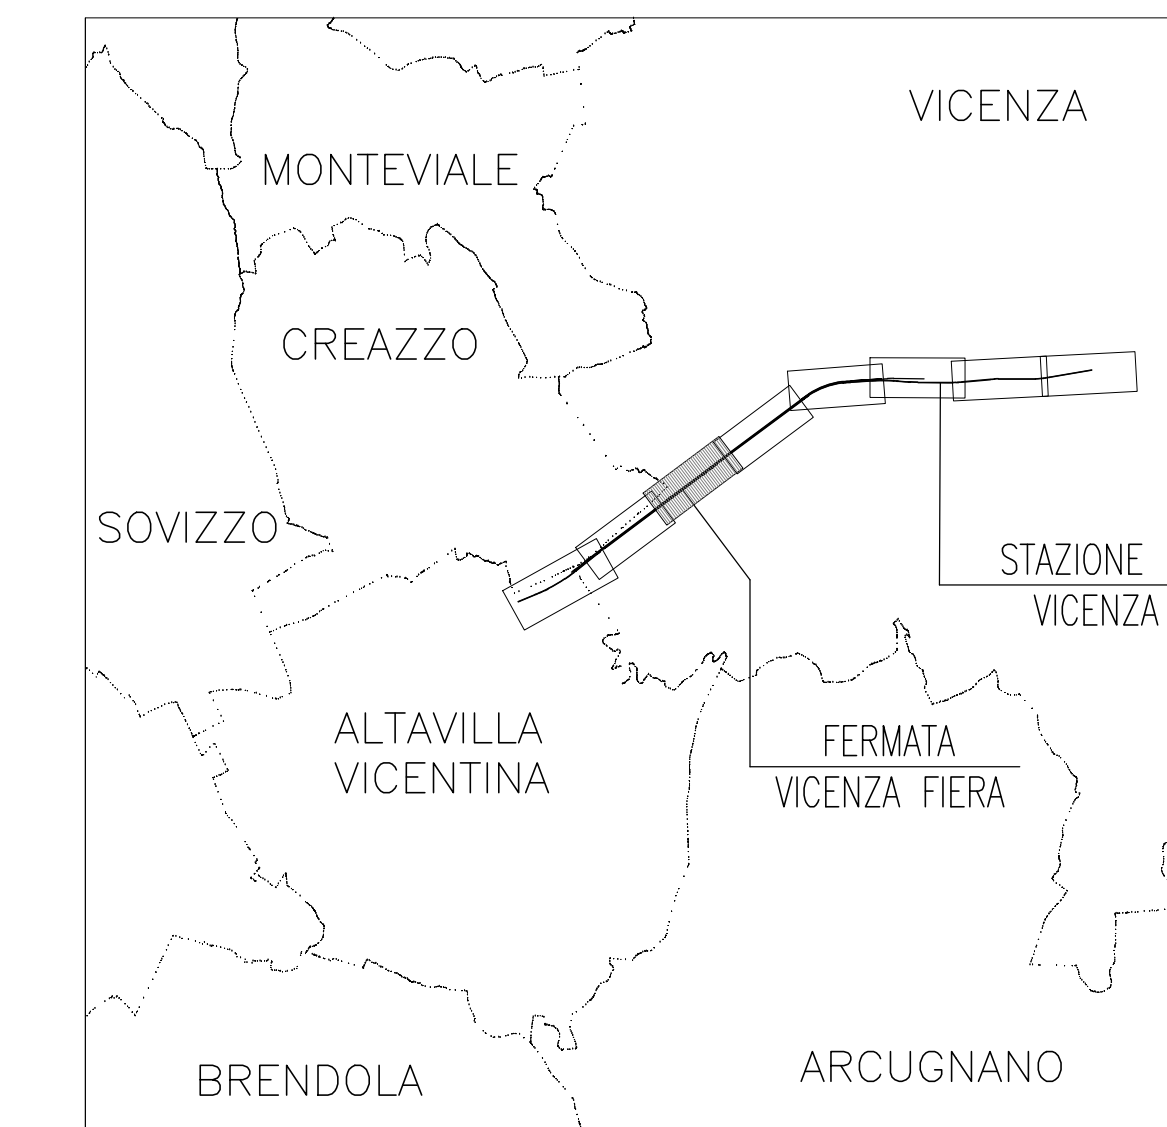 VICENZA
MONTEVIALE
CREAZZO
SOVIZZO
STAZIONE
VICENZA
ALTAVILLA
VICENTINA
FERMATA
VICENZA FIERA
BRENDOLA
ARCUGNANO